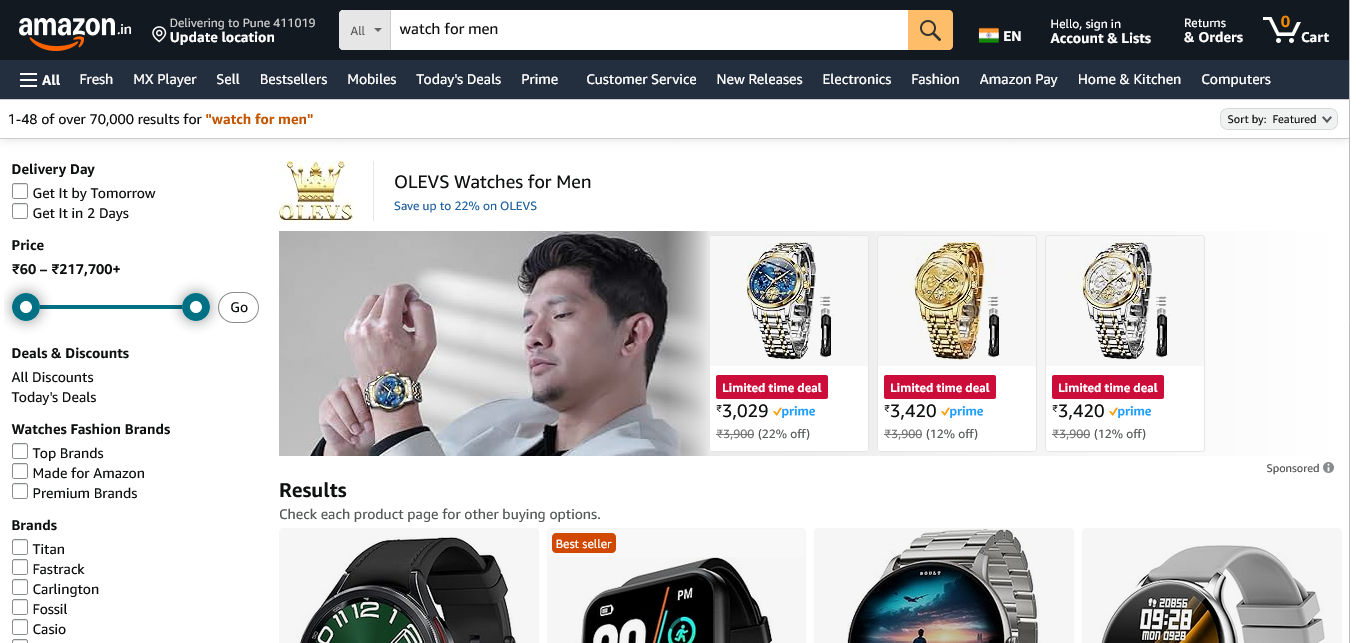 amazon.in
Delivering to Pune 411019
Update location
All
watch for men
EN
Hello, sign in
Account & Lists
Returns
& Orders
0
Cart
All Fresh MX Player Sell Bestsellers Mobiles Today's Deals Prime Customer Service New Releases Electronics Fashion Amazon Pay Home & Kitchen Computers
1-48 of over 70,000 results for "watch for men"
Sort by: Featured
Delivery Day
Get It by Tomorrow
Get It in 2 Days
Price
₹60 – ₹217,700+
Go
Deals & Discounts
All Discounts
Today's Deals
Watches Fashion Brands
Top Brands
Made for Amazon
Premium Brands
Brands
Titan
Fastrack
Carlington
Fossil
Casio
OLEVS
OLEVS Watches for Men
Save up to 22% on OLEVS
Limited time deal
₹3,029 prime
₹3,900 (22% off)
Limited time deal
₹3,420 prime
₹3,900 (12% off)
Limited time deal
₹3,420 prime
₹3,900 (12% off)
Sponsored
Results
Check each product page for other buying options.
12
Best seller
PM
BOULT
20856
09:28